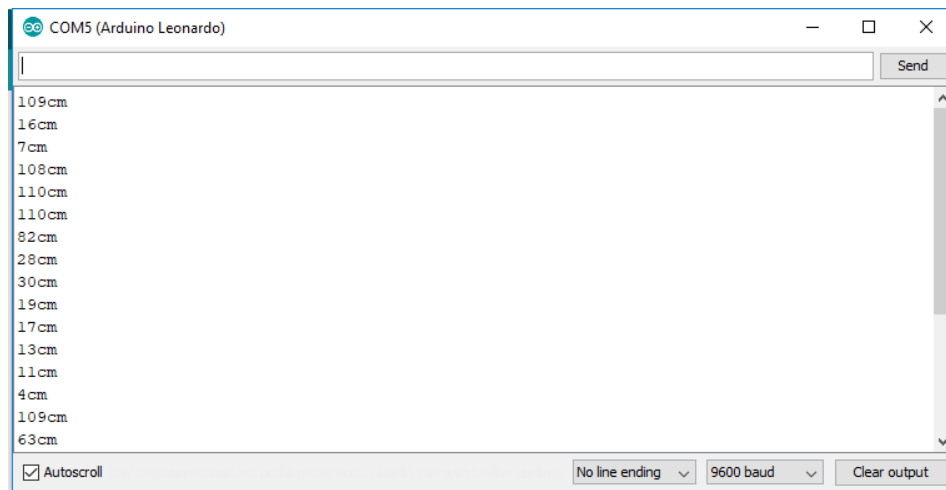 COM5 (Arduino Leonardo)
Send
109cm
16cm
7cm
108cm
110cm
110cm
82cm
28cm
30cm
19cm
17cm
13cm
11cm
4cm
109cm
63cm
Autoscroll
No line ending
9600 baud
Clear output